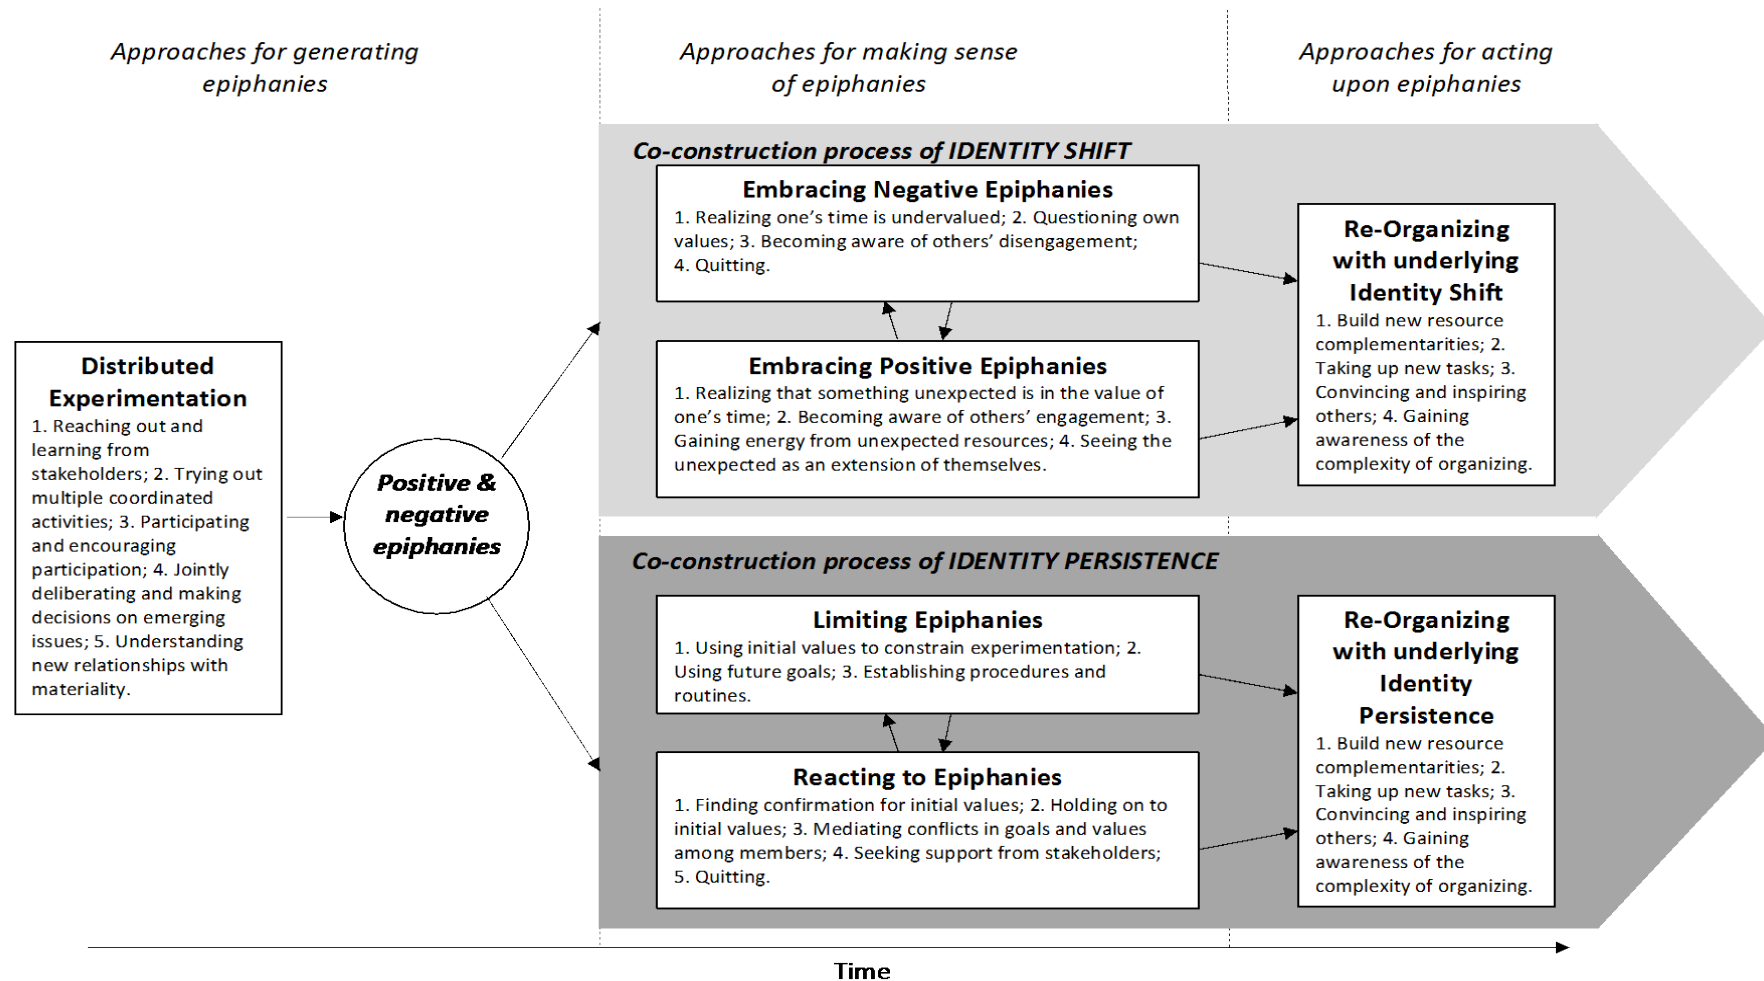 Approaches for generating
epiphanies
Approaches for making sense
of epiphanies
Approaches for acting
upon epiphanies
Distributed
Experimentation
1. Reaching out and
learning from
stakeholders; 2. Trying out
multiple coordinated
activities; 3. Participating
and encouraging
participation; 4. Jointly
deliberating and making
decisions on emerging
issues; 5. Understanding
new relationships with
materiality.
Positive &
negative
epiphanies
Co-construction process of IDENTITY SHIFT
Embracing Negative Epiphanies
1. Realizing one’s time is undervalued; 2. Questioning own
values; 3. Becoming aware of others’ disengagement;
4. Quitting.
Embracing Positive Epiphanies
1. Realizing that something unexpected is in the value of
one’s time; 2. Becoming aware of others’ engagement; 3.
Gaining energy from unexpected resources; 4. Seeing the
unexpected as an extension of themselves.
Re-Organizing
with underlying
Identity Shift
1. Build new resource
complementarities; 2.
Taking up new tasks; 3.
Convincing and inspiring
others; 4. Gaining
awareness of the
complexity of organizing.
Co-construction process of IDENTITY PERSISTENCE
Limiting Epiphanies
1. Using initial values to constrain experimentation; 2.
Using future goals; 3. Establishing procedures and
routines.
Reacting to Epiphanies
1. Finding confirmation for initial values; 2. Holding on to
initial values; 3. Mediating conflicts in goals and values
among members; 4. Seeking support from stakeholders;
5. Quitting.
Re-Organizing
with underlying
Identity
Persistence
1. Build new resource
complementarities; 2.
Taking up new tasks; 3.
Convincing and inspiring
others; 4. Gaining
awareness of the
complexity of organizing.
Time